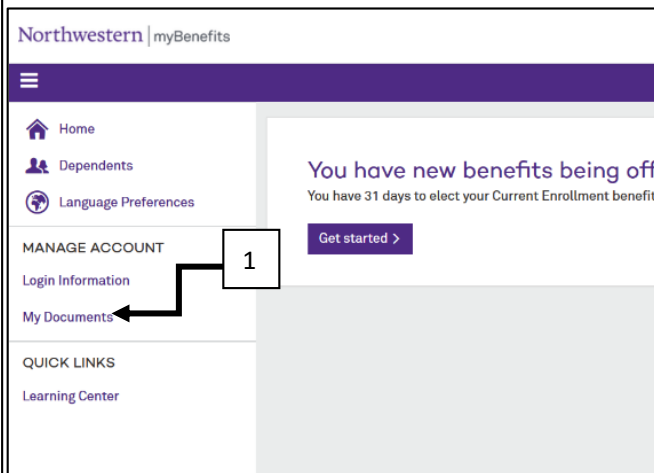 Northwestern | myBenefits
Home
Dependents
Language Preferences
MANAGE ACCOUNT
Login Information
My Documents
QUICK LINKS
Learning Center
1
You have new benefits being off
You have 31 days to elect your Current Enrollment benefit
Get started >